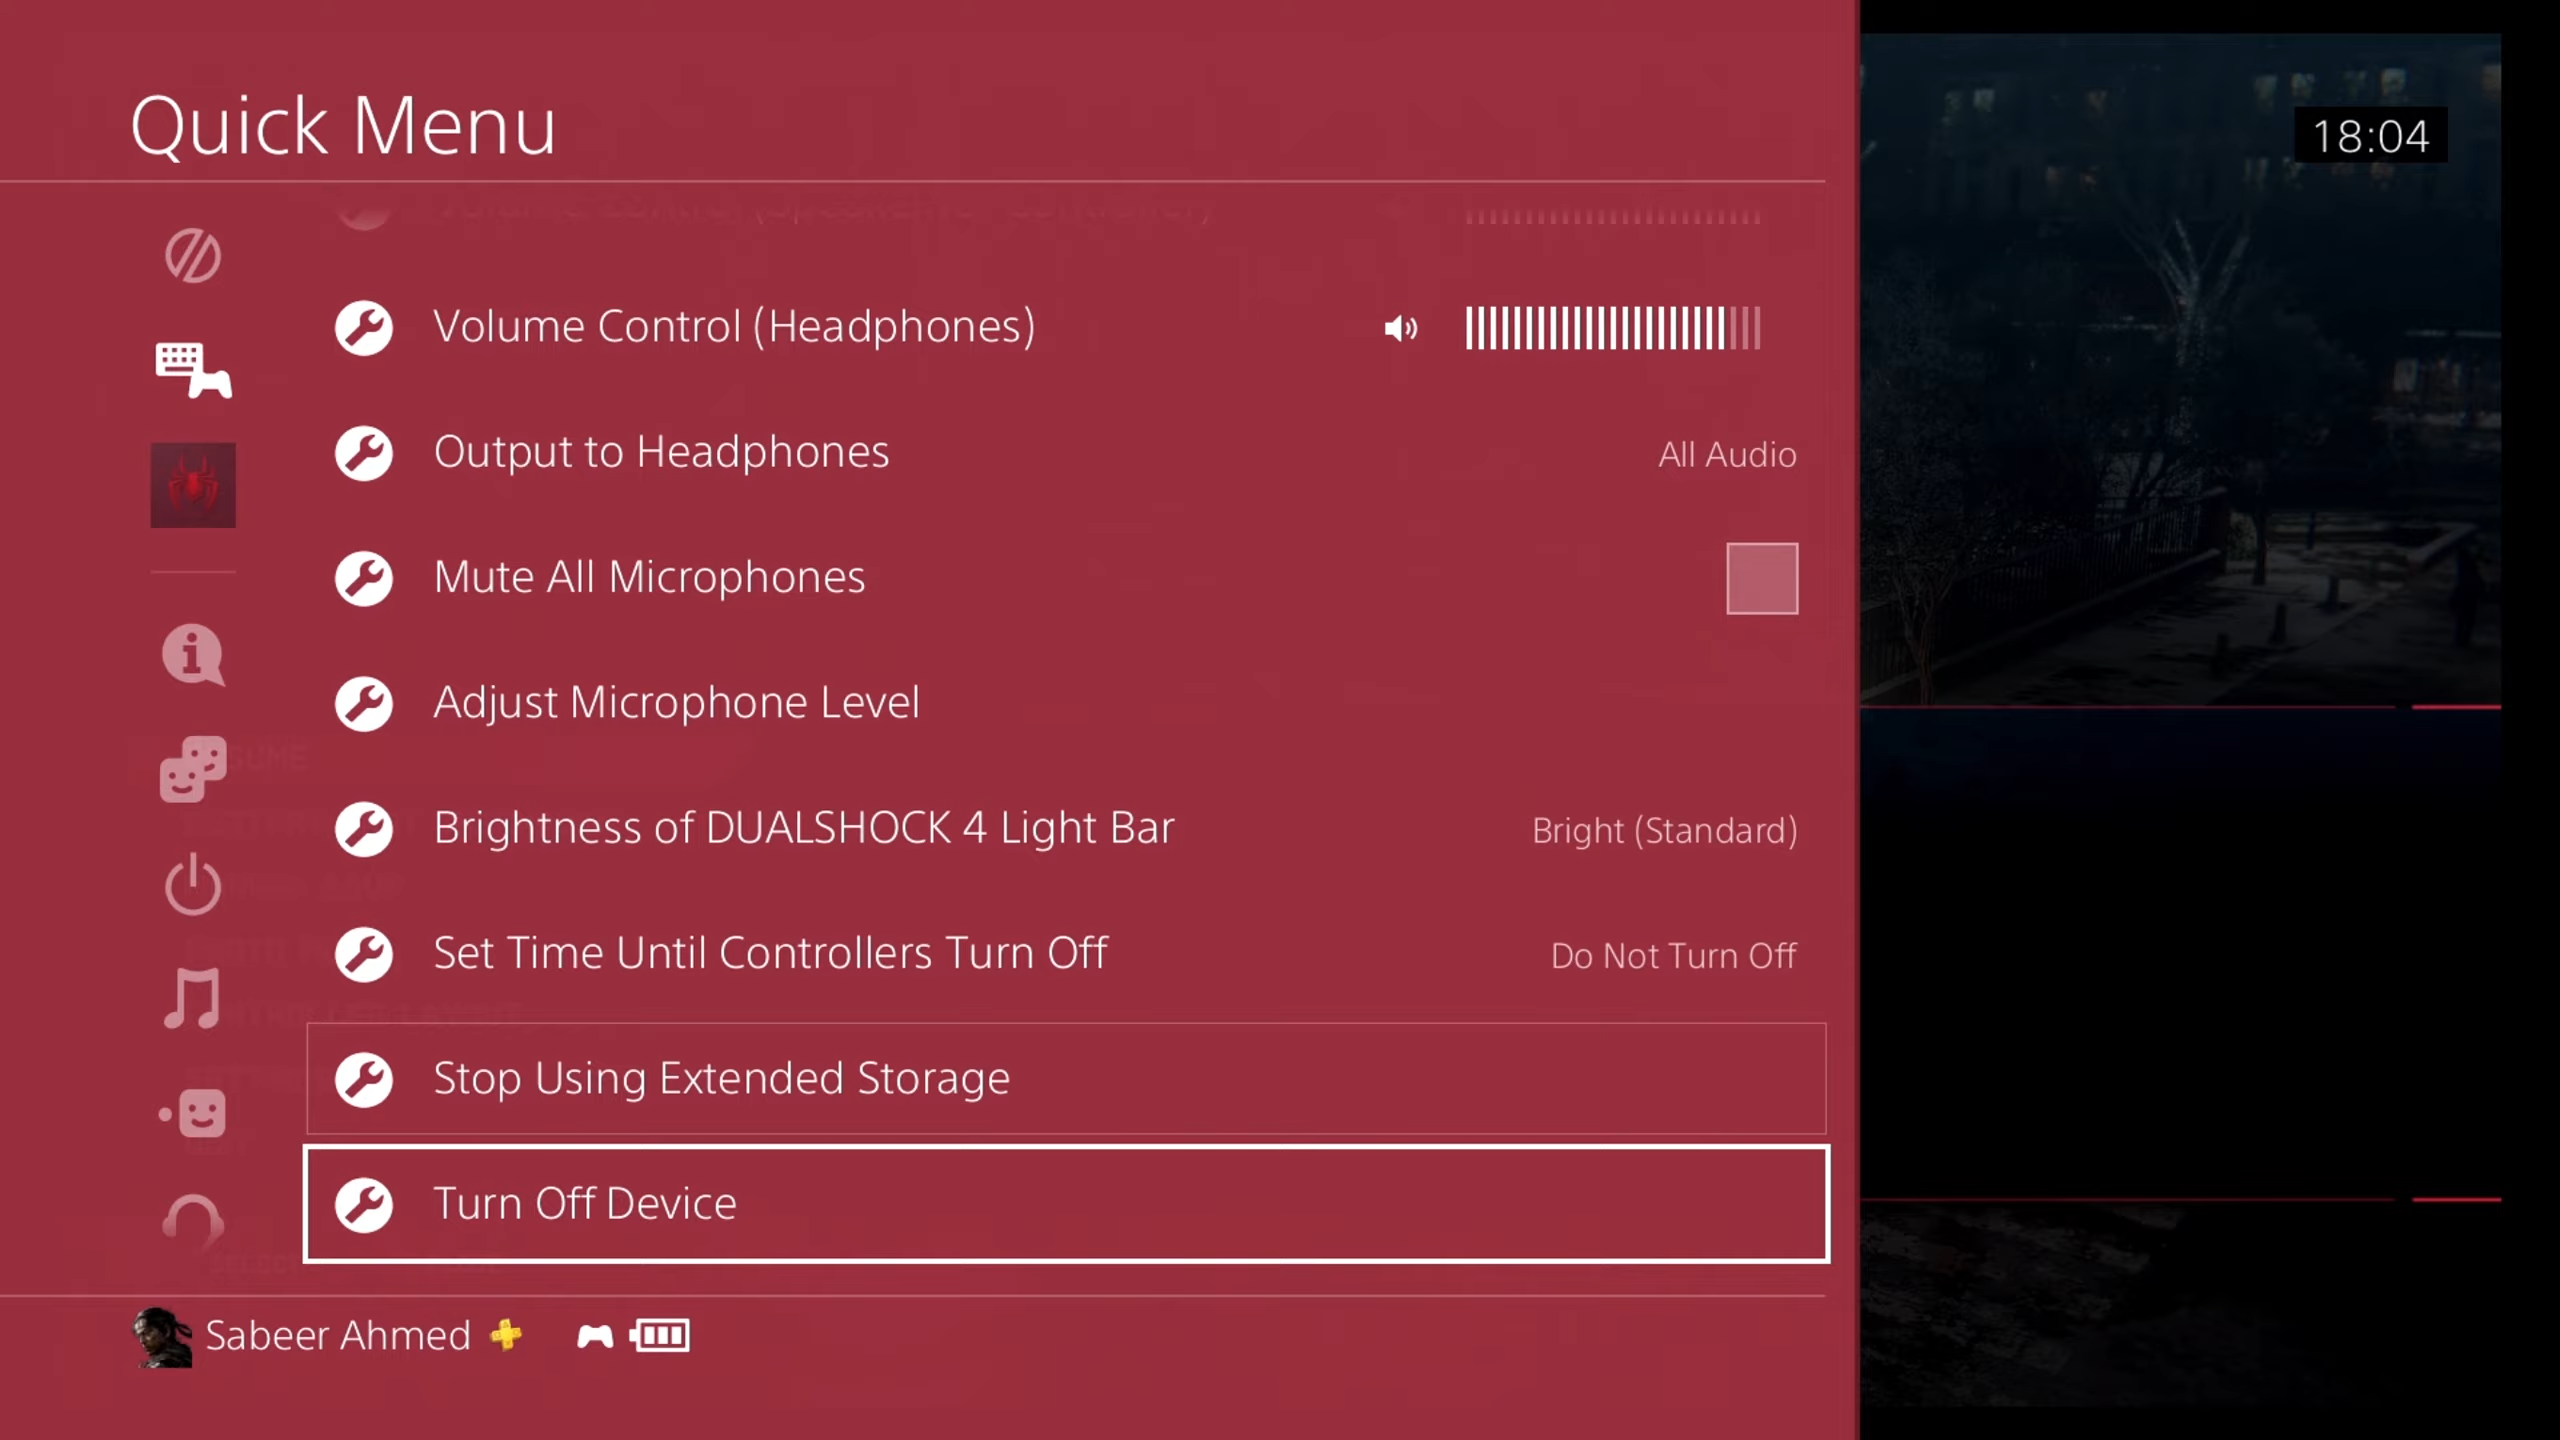 Quick Menu
18:04
Volume Control (Headphones)
Output to Headphones All Audio
Mute All Microphones
Adjust Microphone Level
Brightness of DUALSHOCK 4 Light Bar Bright (Standard)
Set Time Until Controllers Turn Off Do Not Turn Off
Stop Using Extended Storage
Turn Off Device
Sabeer Ahmed